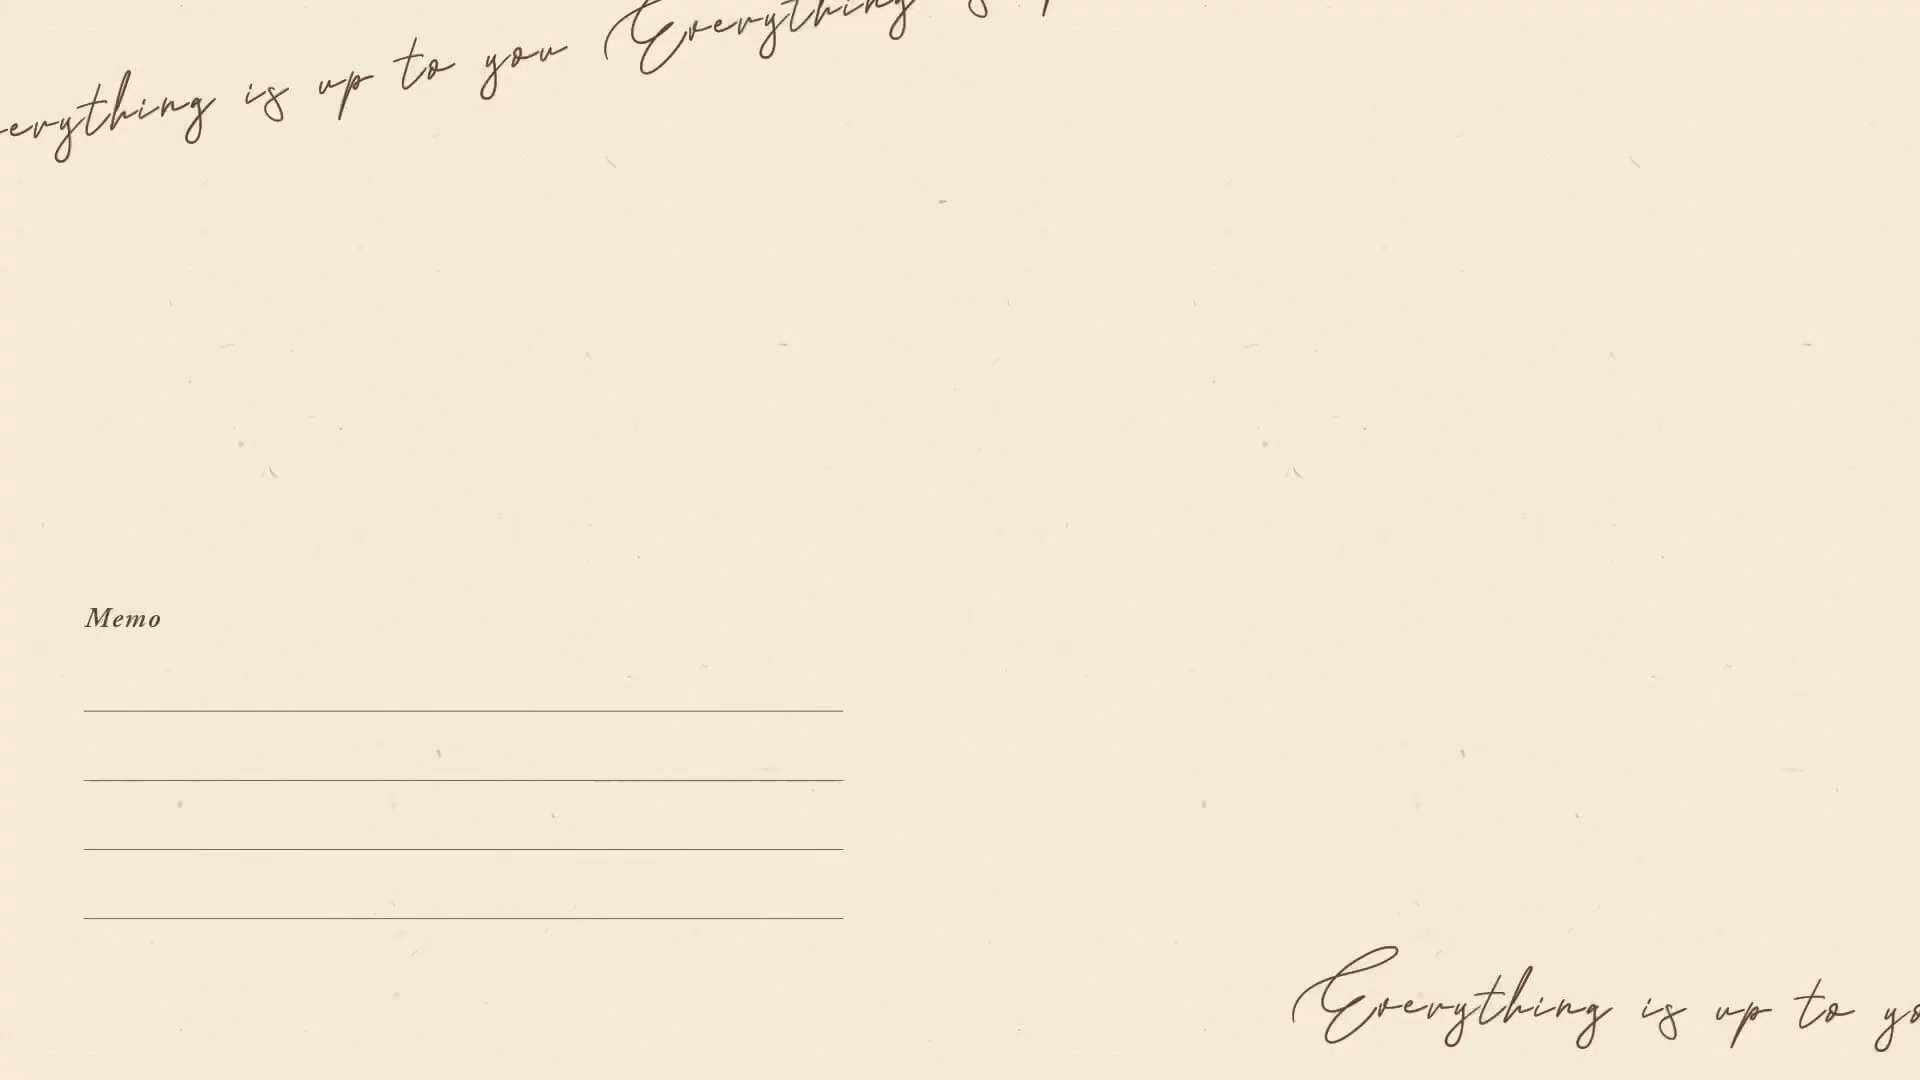 erything is up to you Everything
Memo
Everything is up to yo